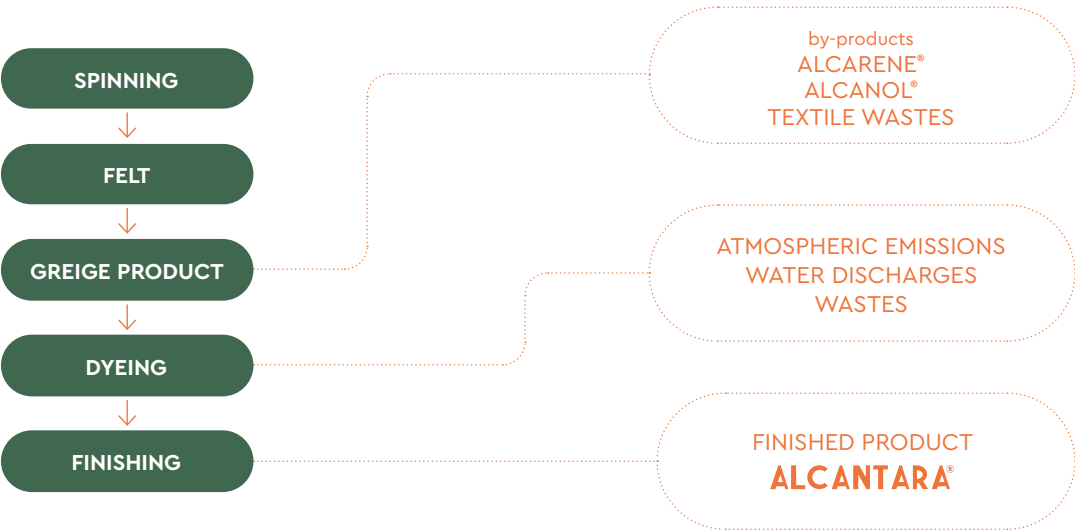 SPINNING
FELT
GREIGE PRODUCT
DYEING
FINISHING
by-products
ALCARENE®
ALCANOL®
TEXTILE WASTES
ATMOSPHERIC EMISSIONS
WATER DISCHARGES
WASTES
FINISHED PRODUCT
ALCANTARA®